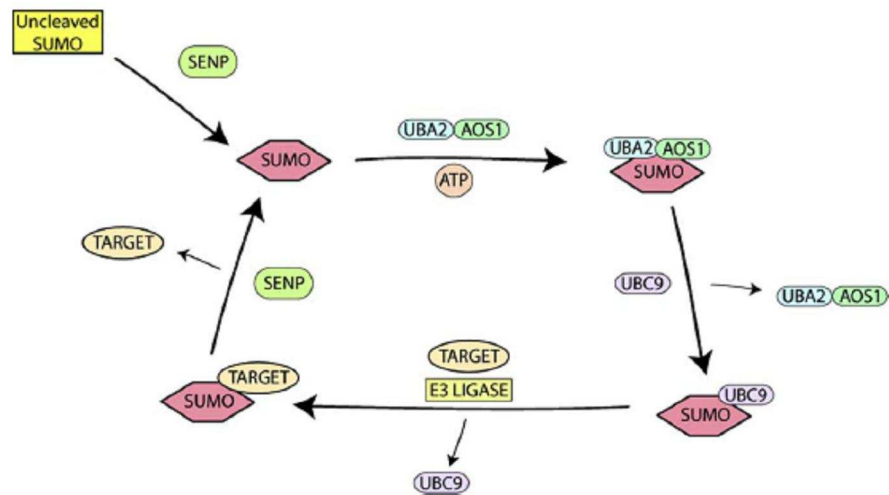 Uncleaved
SUMO
SENP
SUMO
UBA2 AOS1
ATP
UBA2 AOS1
SUMO
TARGET
SENP
UBC9
UBA2 AOS1
TARGET
E3 LIGASE
TARGET
SUMO
UBC9
SUMO
UBC9